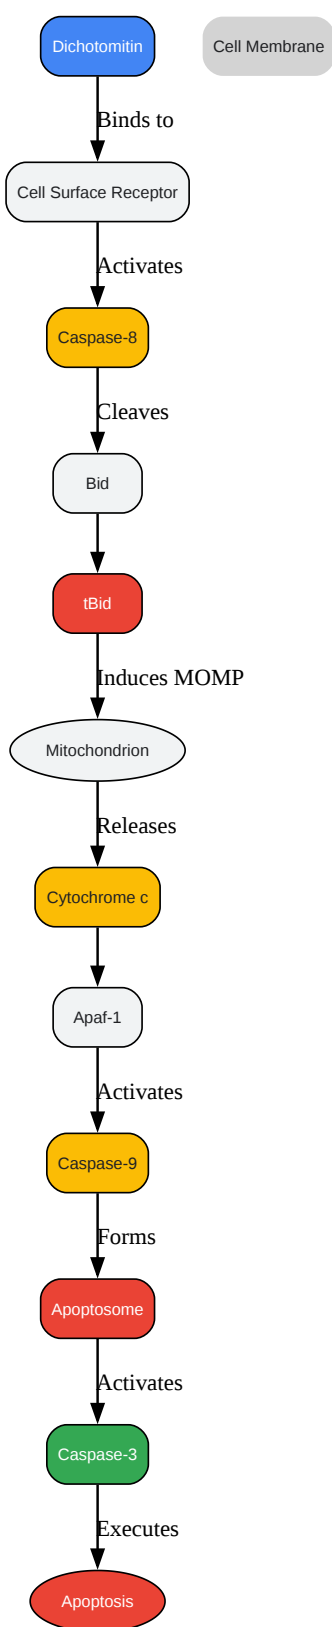 Dichotomitin
Cell Membrane
Binds to
Cell Surface Receptor
Activates
Caspase-8
Cleaves
Bid
tBid
Induces MOMP
Mitochondrion
Releases
Cytochrome c
Apaf-1
Activates
Caspase-9
Forms
Apoptosome
Activates
Caspase-3
Executes
Apoptosis